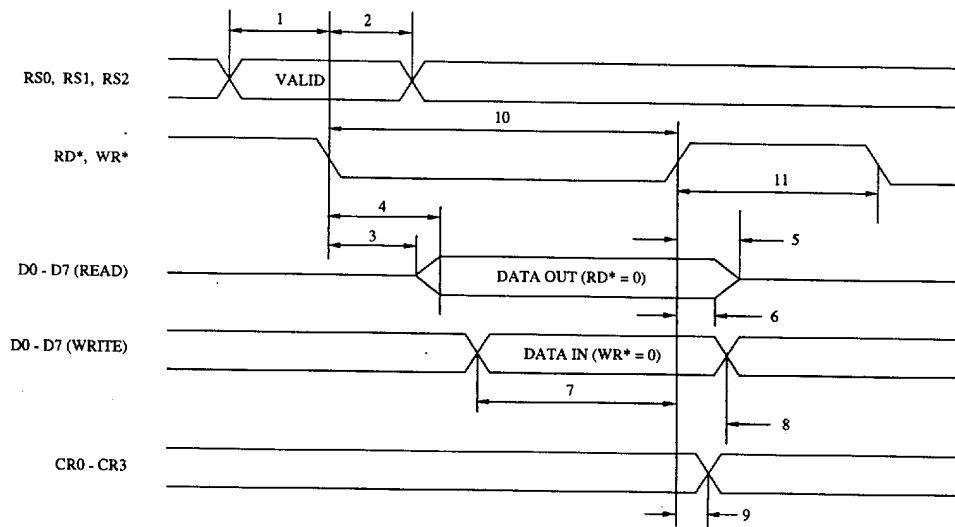 1
2
RS0, RS1, RS2
VALID
10
RD*, WR*
11
4
3
5
D0 - D7 (READ)
DATA OUT (RD* = 0)
6
D0 - D7 (WRITE)
DATA IN (WR* = 0)
7
8
CR0 - CR3
9